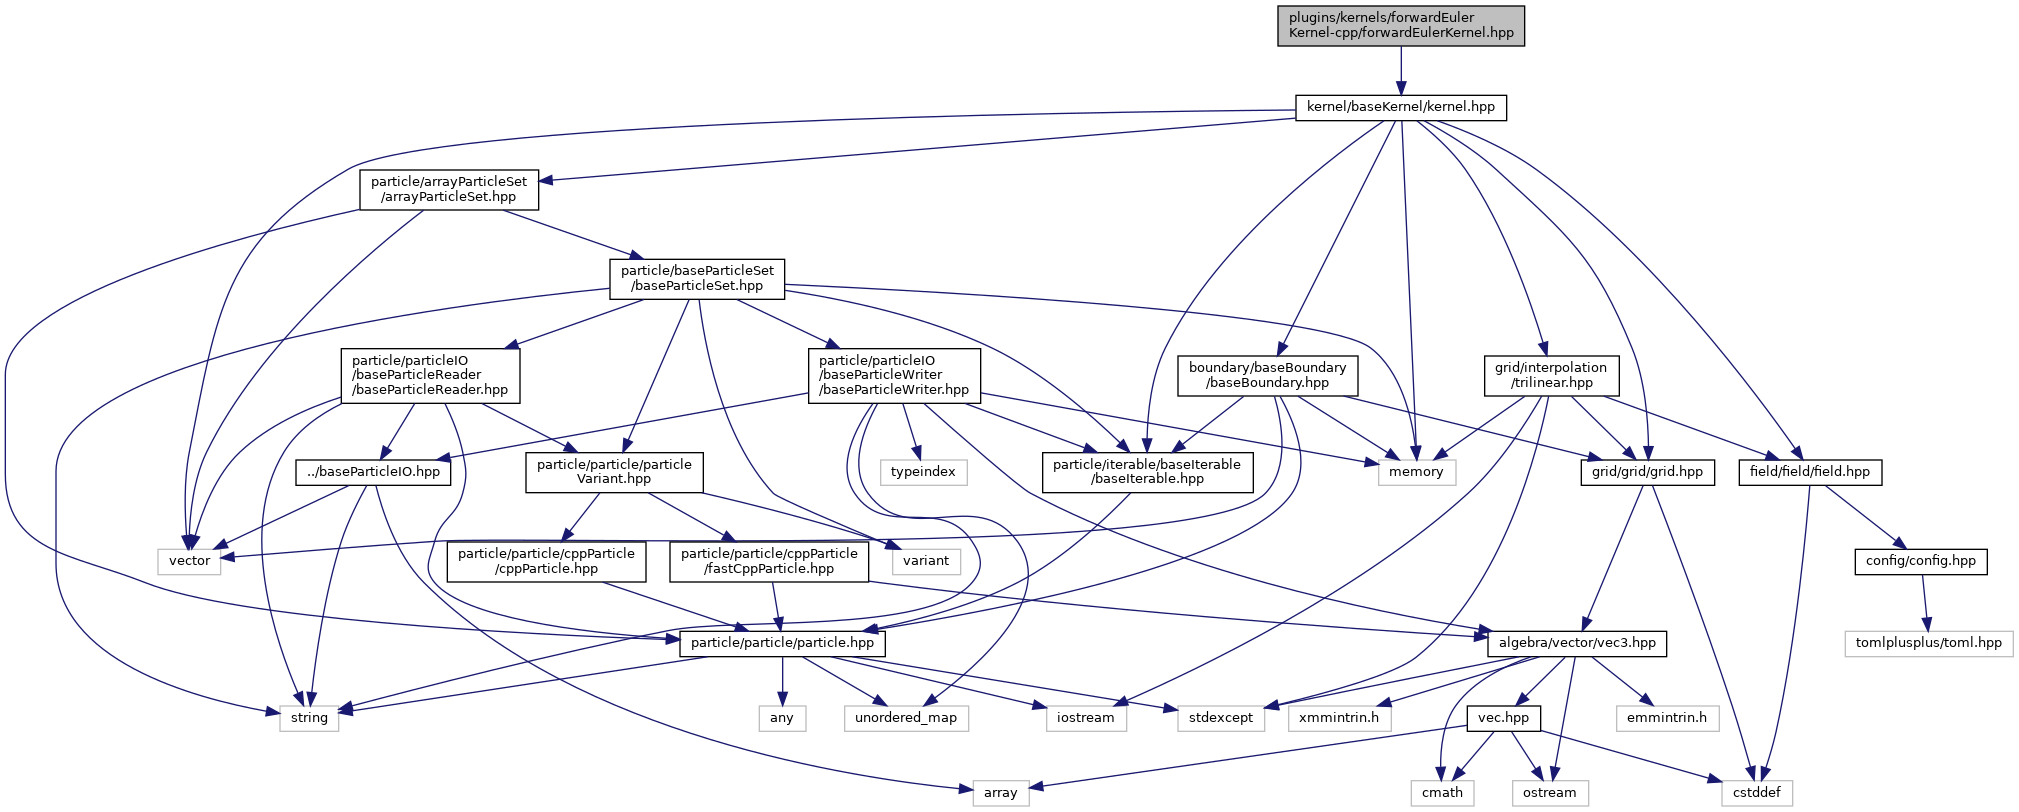 plugins/kernels/forwardEuler
Kernel-cpp/forwardEulerKernel.hpp
kernel/baseKernel/kernel.hpp
particle/arrayParticleSet
/arrayParticleSet.hpp
particle/baseParticleSet
/baseParticleSet.hpp
particle/particleIO
/baseParticleReader
/baseParticleReader.hpp
particle/particleIO
/baseParticleWriter
/baseParticleWriter.hpp
boundary/baseBoundary
/baseBoundary.hpp
grid/interpolation
/trilinear.hpp
../baseParticleIO.hpp
particle/particle/particle
Variant.hpp
typeindex
particle/iterable/baseIterable
/baseIterable.hpp
memory
grid/grid/grid.hpp
field/field/field.hpp
vector
particle/particle/cppParticle
/cppParticle.hpp
particle/particle/cppParticle
/fastCppParticle.hpp
variant
config/config.hpp
particle/particle/particle.hpp
algebra/vector/vec3.hpp
tomlplusplus/toml.hpp
string
any
unordered_map
iostream
stdexcept
xmmintrin.h
vec.hpp
emmintrin.h
array
cmath
ostream
cstddef